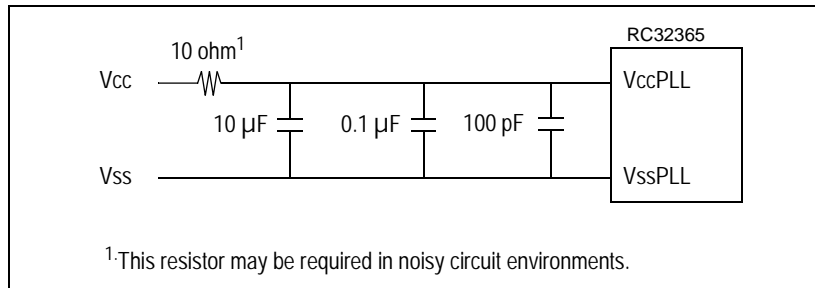 RC32365
10 ohm1
Vcc
VccPLL
10 µF
0.1 µF
100 pF
Vss
VssPLL
1.This resistor may be required in noisy circuit environments.